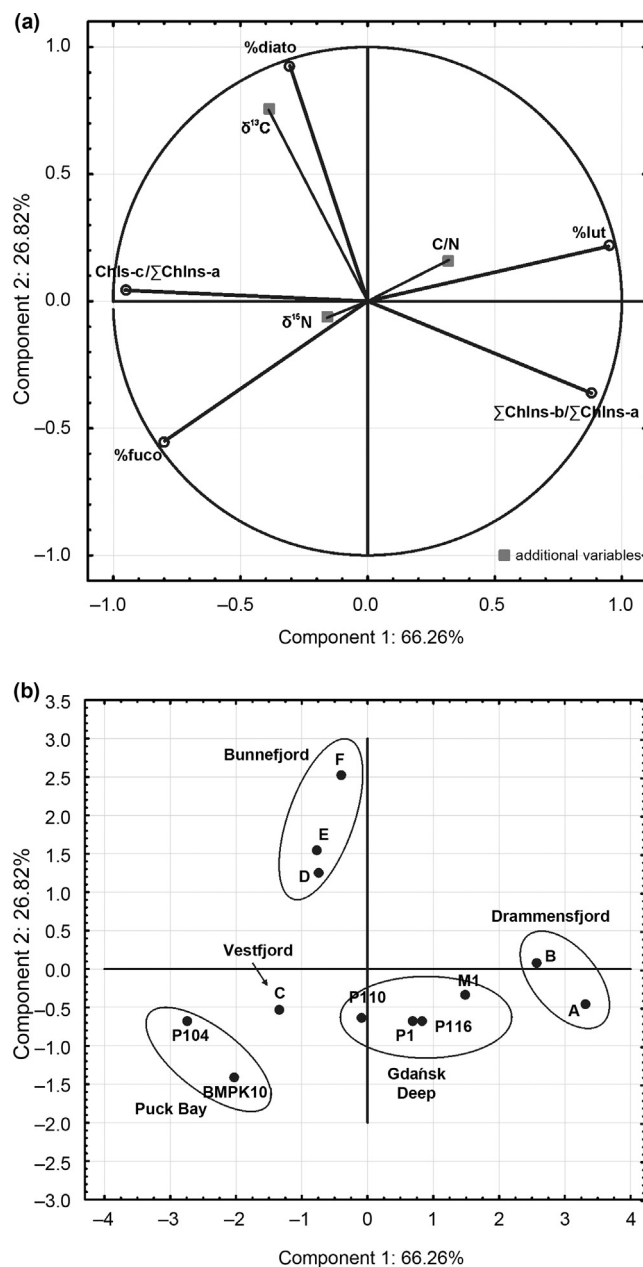 (a)
1.0
0.5
0.0
−0.5
−1.0
Component 2: 26.82%
%diato
δ¹³C
C/N
%lut
Chls-c/∑Chlns-a
δ¹⁵N
∑Chlns-b/∑Chlns-a
%fuco
additional variables
−1.0 −0.5 0.0 0.5 1.0
Component 1: 66.26%
(b)
3.5
3.0
2.5
2.0
1.5
1.0
0.5
0.0
−0.5
−1.0
−1.5
−2.0
−2.5
−3.0
Component 2: 26.82%
Bunnefjord
F
E
D
Drammensfjord
B
A
Vestfjord
C
M1
P110
P1 P116
P104
BMPK10
Puck Bay
Gdańsk
Deep
−4 −3 −2 −1 0 1 2 3 4
Component 1: 66.26%